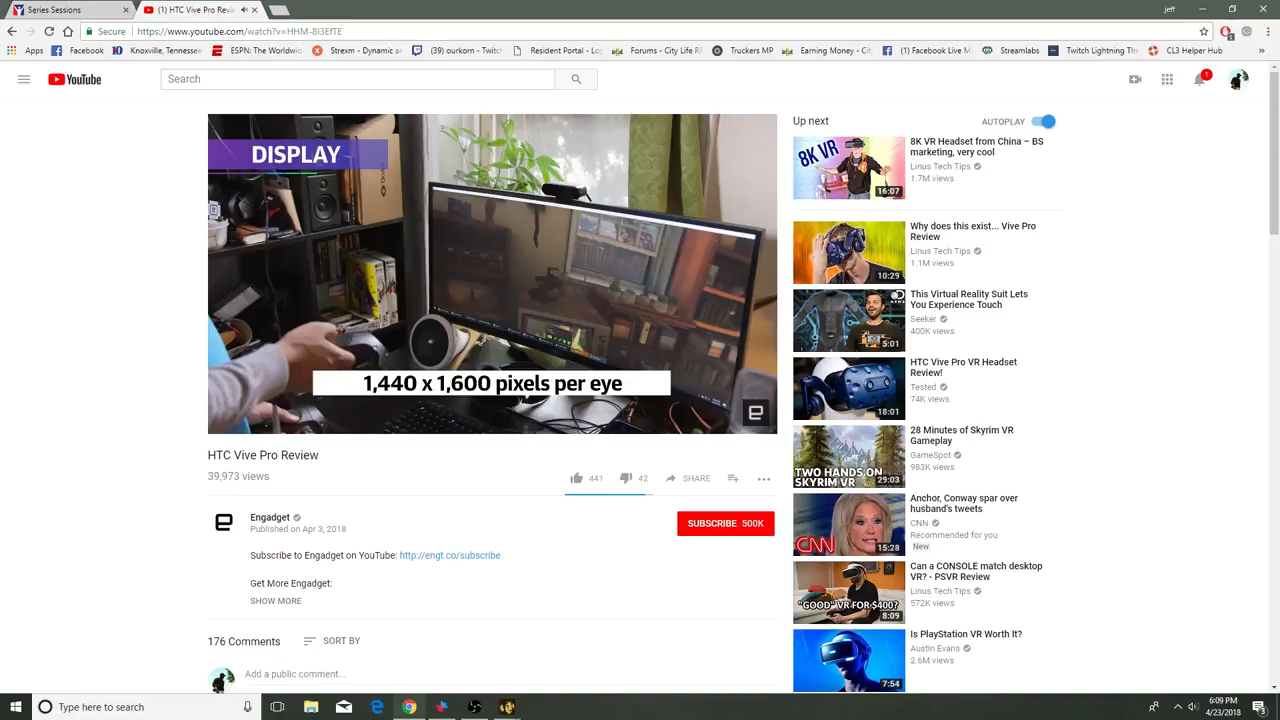 Series Sessions
(1) HTC Vive Pro Revi
jeff
Secure
https://www.youtube.com/watch?v=HHM-8I3EfTE
Apps
Facebook
Knoxville, Tennesse
ESPN: The Worldwid
Strexm - Dynamic an
(39) ourkorn - Twitch
Resident Portal - Log
Forums - City Life RP
Truckers MP
Earning Money - Cit
(1) Facebook Live M
Streamlabs
Twitch Lightning The
CL3 Helper Hub
YouTube
Search
1
DISPLAY
1,440 x 1,600 pixels per eye
HTC Vive Pro Review
39,973 views
441
42
SHARE
Engadget
Published on Apr 3, 2018
SUBSCRIBE 500K
Subscribe to Engadget on YouTube: http://engt.co/subscribe
Get More Engadget:
SHOW MORE
176 Comments
SORT BY
Add a public comment...
Up next
AUTOPLAY
8K VR
16:07
8K VR Headset from China – BS
marketing, very cool
Linus Tech Tips
1.7M views
10:29
Why does this exist... Vive Pro
Review
Linus Tech Tips
1.1M views
5:01
This Virtual Reality Suit Lets
You Experience Touch
Seeker
400K views
18:01
HTC Vive Pro VR Headset
Review!
Tested
74K views
TWO HANDS ON
SKYRIM VR
29:03
28 Minutes of Skyrim VR
Gameplay
GameSpot
983K views
CNN
15:28
Anchor, Conway spar over
husband's tweets
CNN
Recommended for you
New
"GOOD" VR FOR $400?
8:09
Can a CONSOLE match desktop
VR? - PSVR Review
Linus Tech Tips
572K views
7:54
Is PlayStation VR Worth It?
Austin Evans
2.6M views
Type here to search
6:09 PM
4/23/2018
3